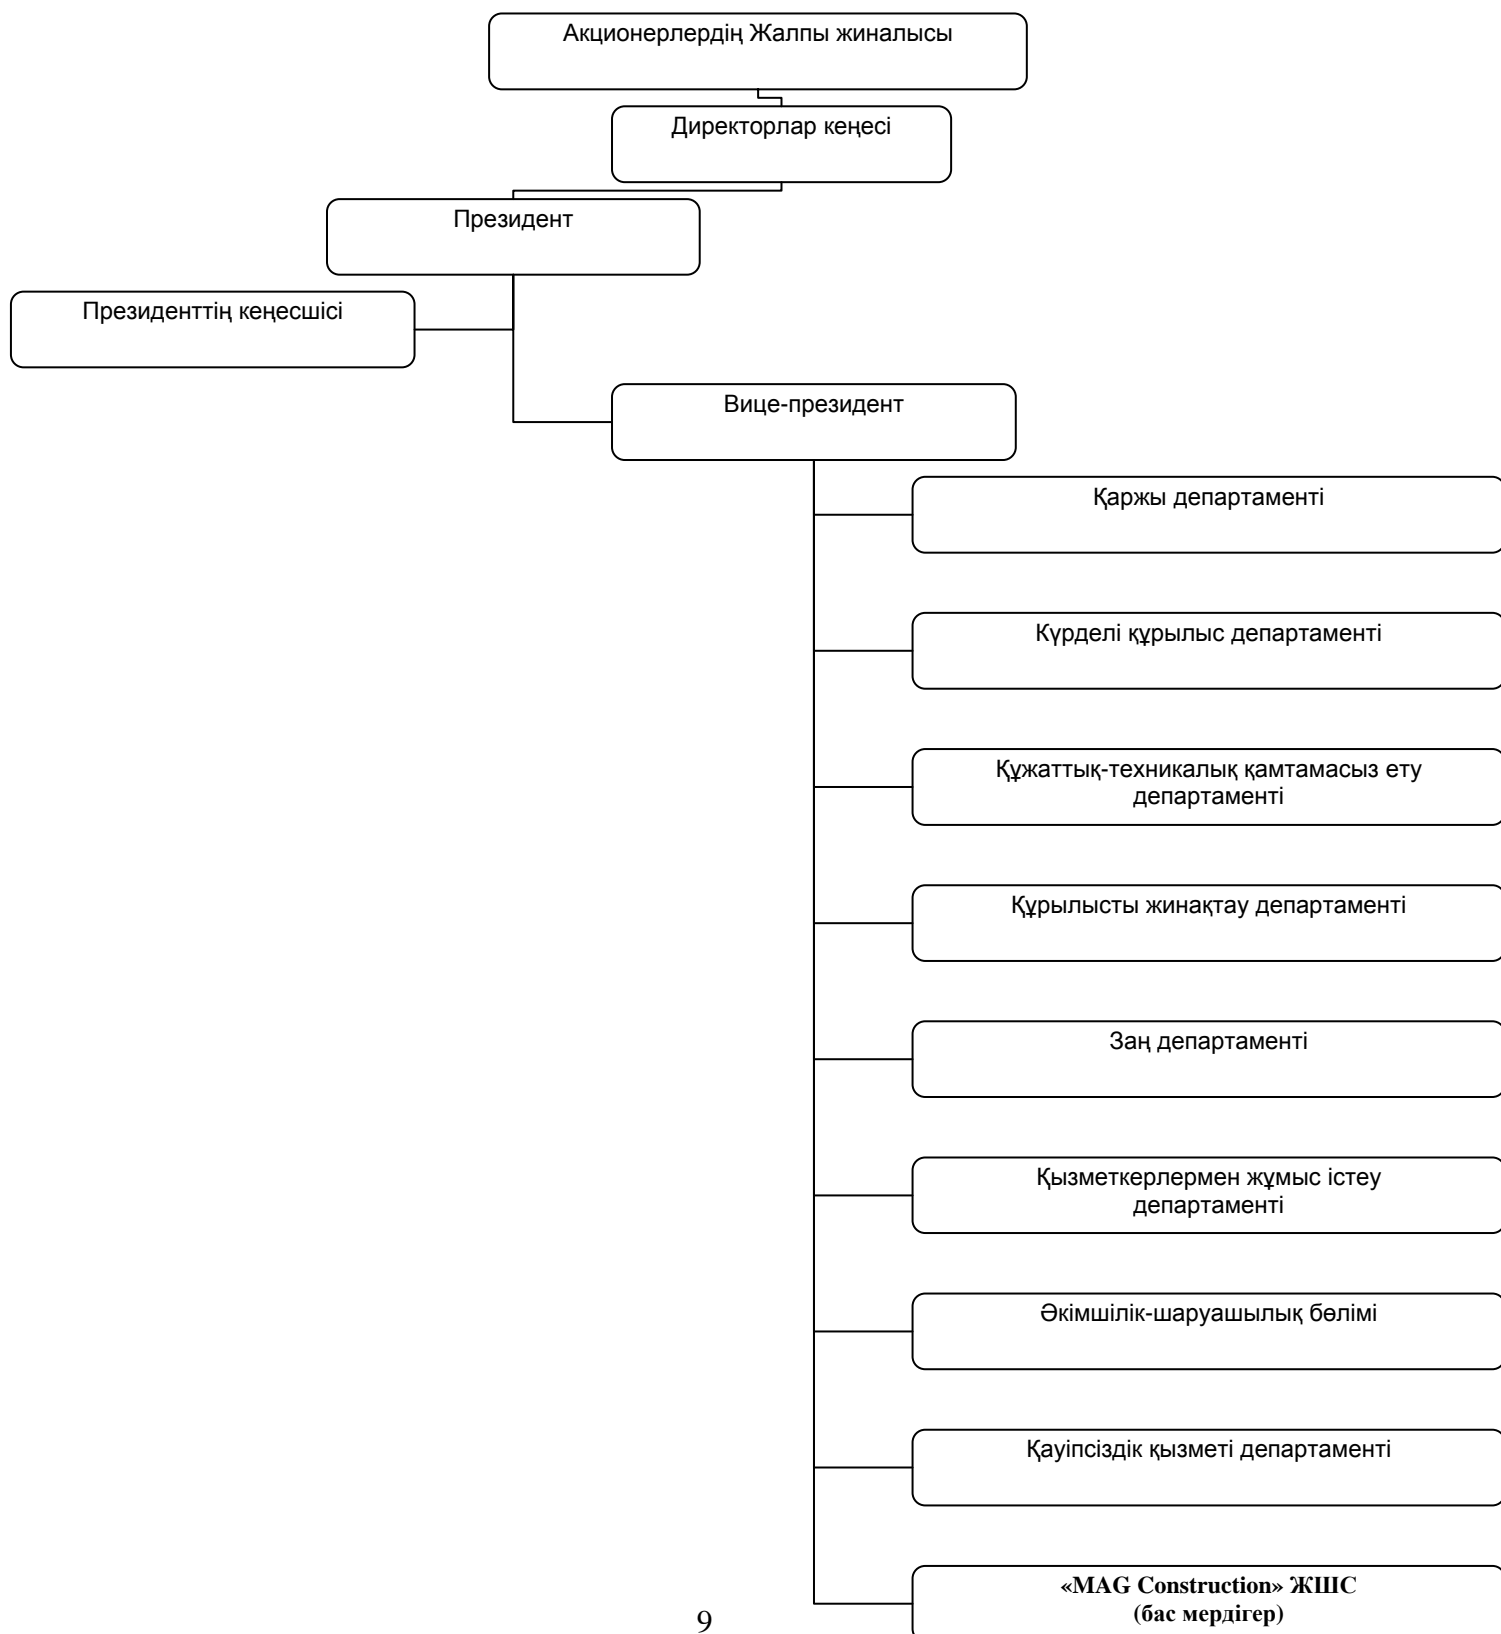 Акционерлердің Жалпы жиналысы
Директорлар кеңесі
Президент
Президенттің кеңесшісі
Вице-президент
Қаржы департаменті
Күрделі құрылыс департаменті
Құжаттық-техникалық қамтамасыз ету
департаменті
Құрылысты жинақтау департаменті
Заң департаменті
Қызметкерлермен жұмыс істеу
департаменті
Әкімшілік-шаруашылық бөлімі
Қауіпсіздік қызметі департаменті
«MAG Construction» ЖШС
(бас мердігер)
9